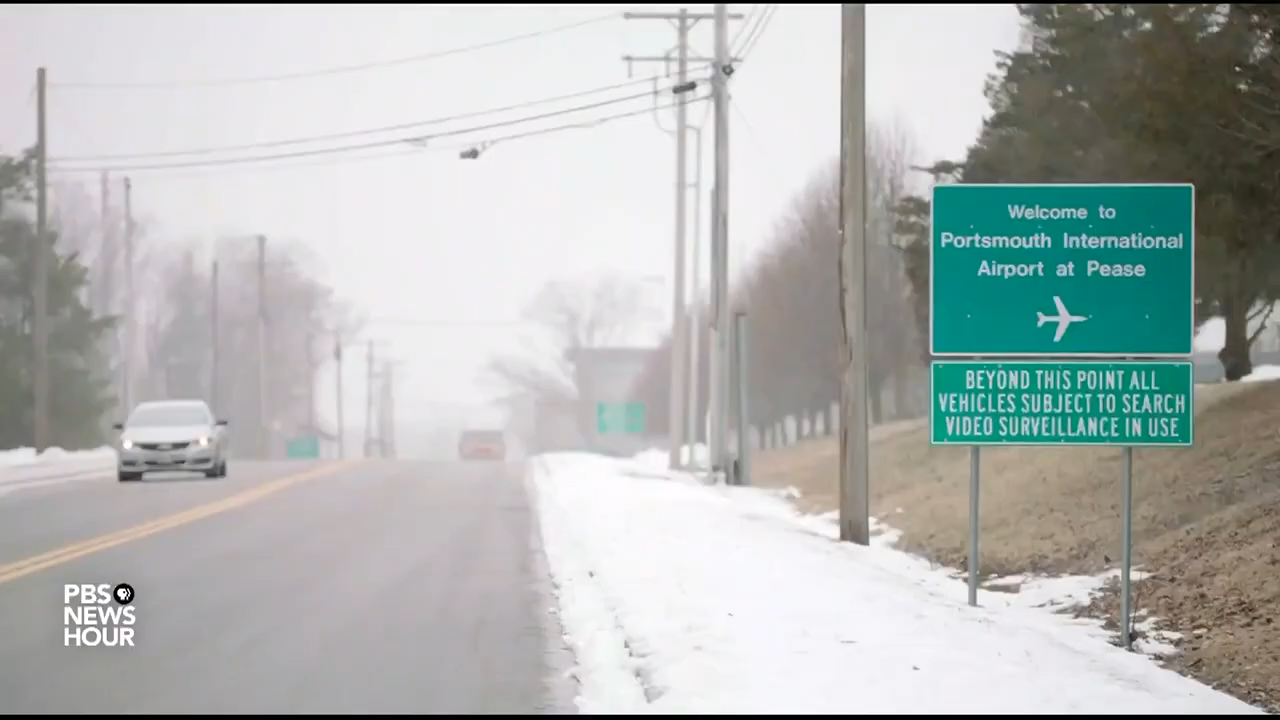 Welcome to
Portsmouth International
Airport at Pease
BEYOND THIS POINT ALL
VEHICLES SUBJECT TO SEARCH
VIDEO SURVEILLANCE IN USE
PBS
NEWS
HOUR